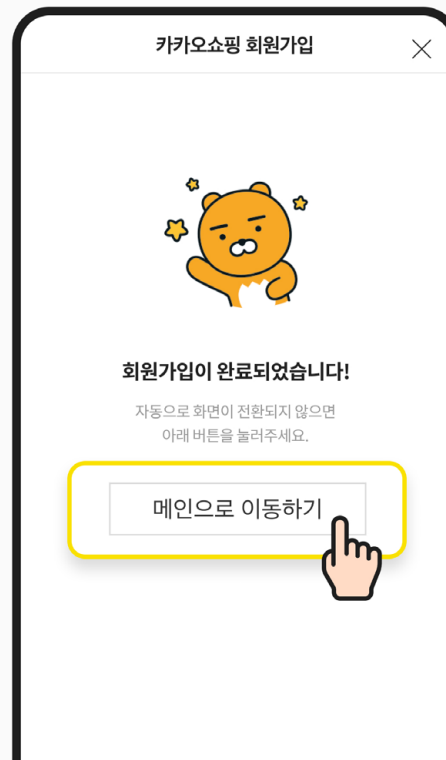 카카오쇼핑 회원가입
회원가입이 완료되었습니다!
자동으로 화면이 전환되지 않으면
아래 버튼을 눌러주세요.
메인으로 이동하기